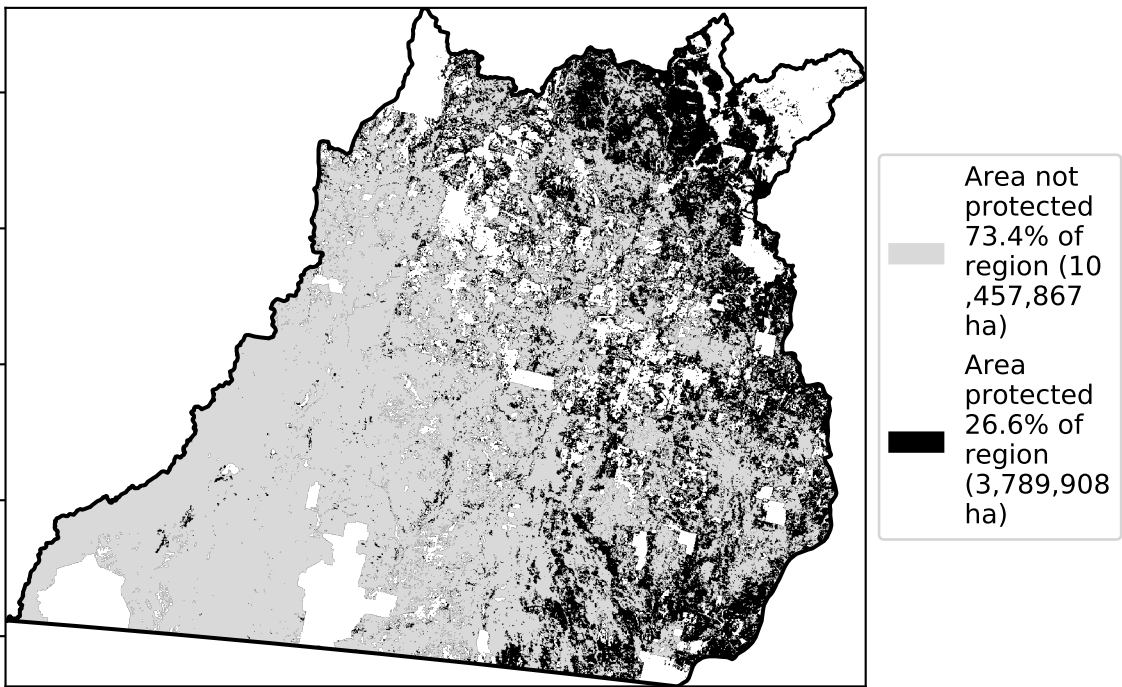 Area not
protected
73.4% of
region (10
,457,867
ha)
Area
protected
26.6% of
region
(3,789,908
ha)